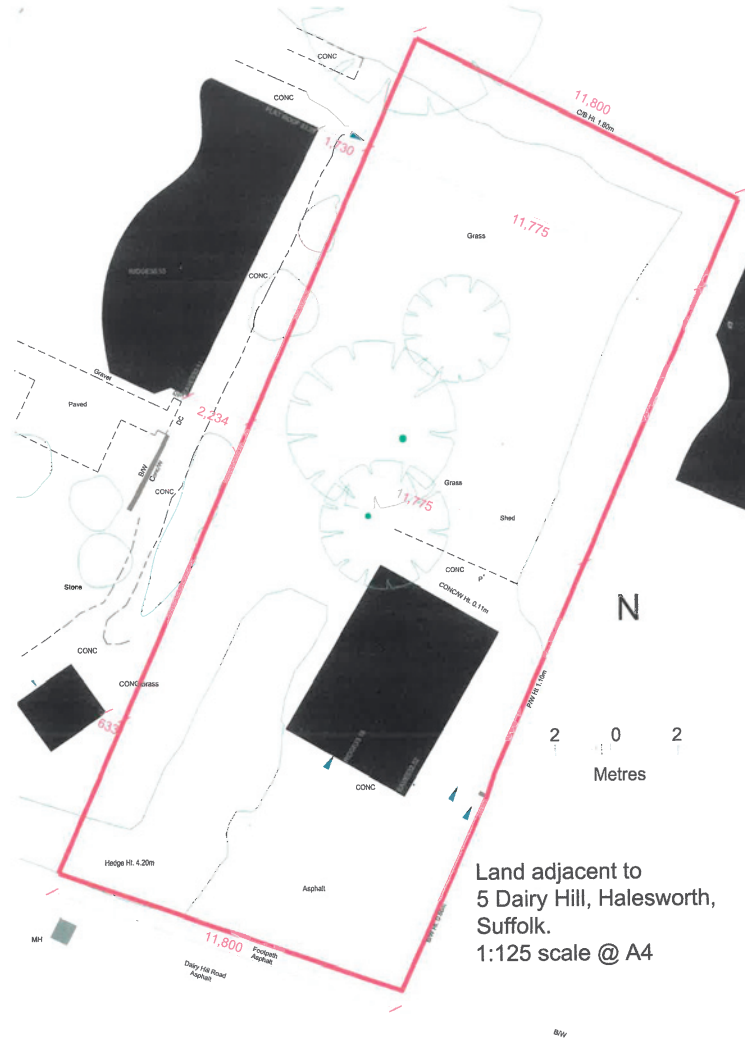 CONC
CONC
11,800
C/B Ht. 1.80m
1,730
11,775
Grass
CONC
Gravel
Paved
2,234
DC
B/W
CONC
11,775
Grass
Shed
CONC
CONC/W Ht. 0.11m
Stone
N
CONC
CONC
Grass
P/W Ht 1.10m
633
2 0 2
Metres
CONC
Land adjacent to
5 Dairy Hill, Halesworth,
Suffolk.
1:125 scale @ A4
Hedge Ht. 4.20m
Asphalt
MH
11,800
Footpath
Asphalt
Dairy Hill Road
Asphalt
B/W